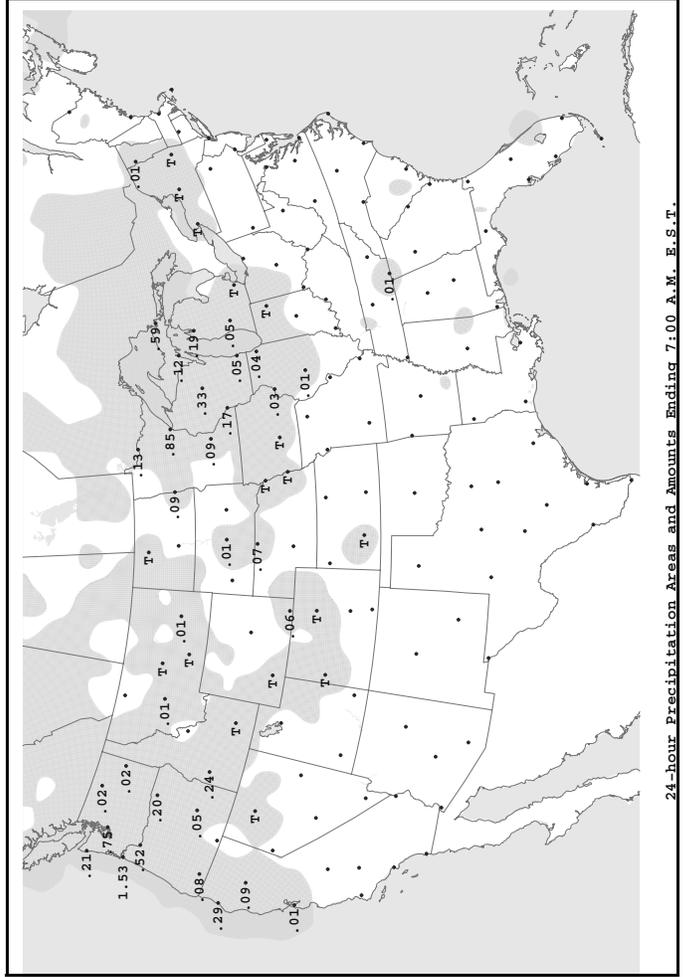 .21
.02
.75
1.53
.02
.01
.13
.52
T
.59
.20
T
.01
.85
T
.09
.12
T
.01
T
.19
.05
T
.08
.33
.24
.09
.29
.01
.17
.05
T
T
.05
.09
T
.07
.04
T
T
T
.03
T
T
.06
.01
.01
T
T
T
.01
24-hour Precipitation Areas and Amounts Ending 7:00 A.M. E.S.T.